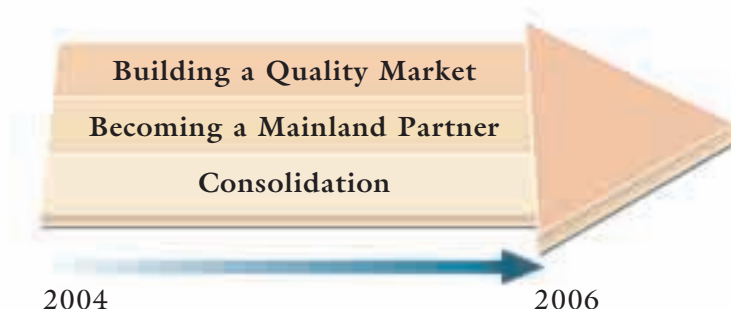 Building a Quality Market
Becoming a Mainland Partner
Consolidation
2004 2006